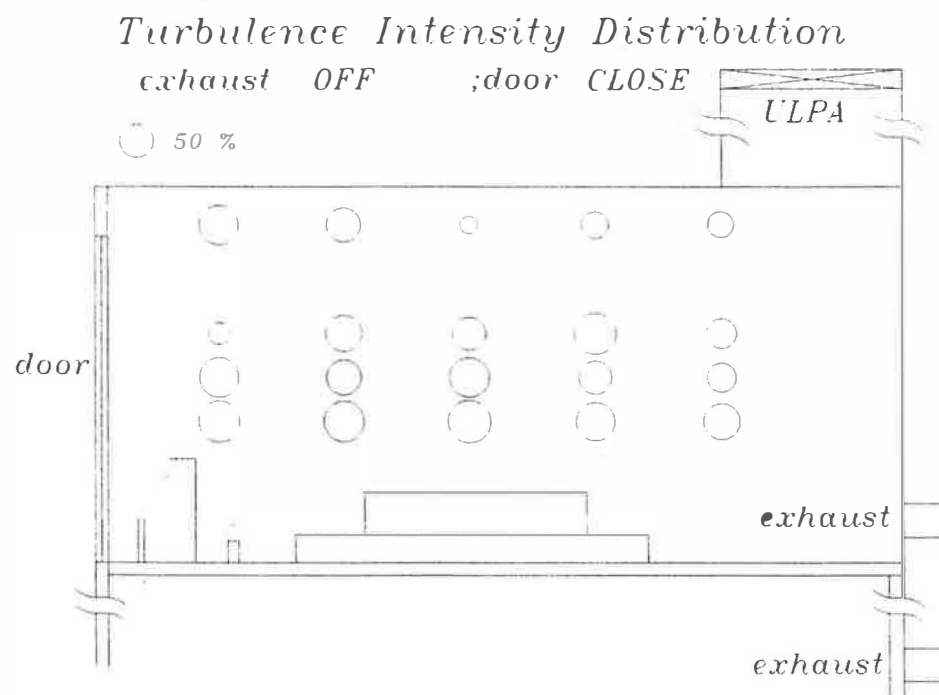 Turbulence Intensity Distribution
exhaust OFF ;door CLOSE
ULPA
50 %
door
exhaust
exhaust